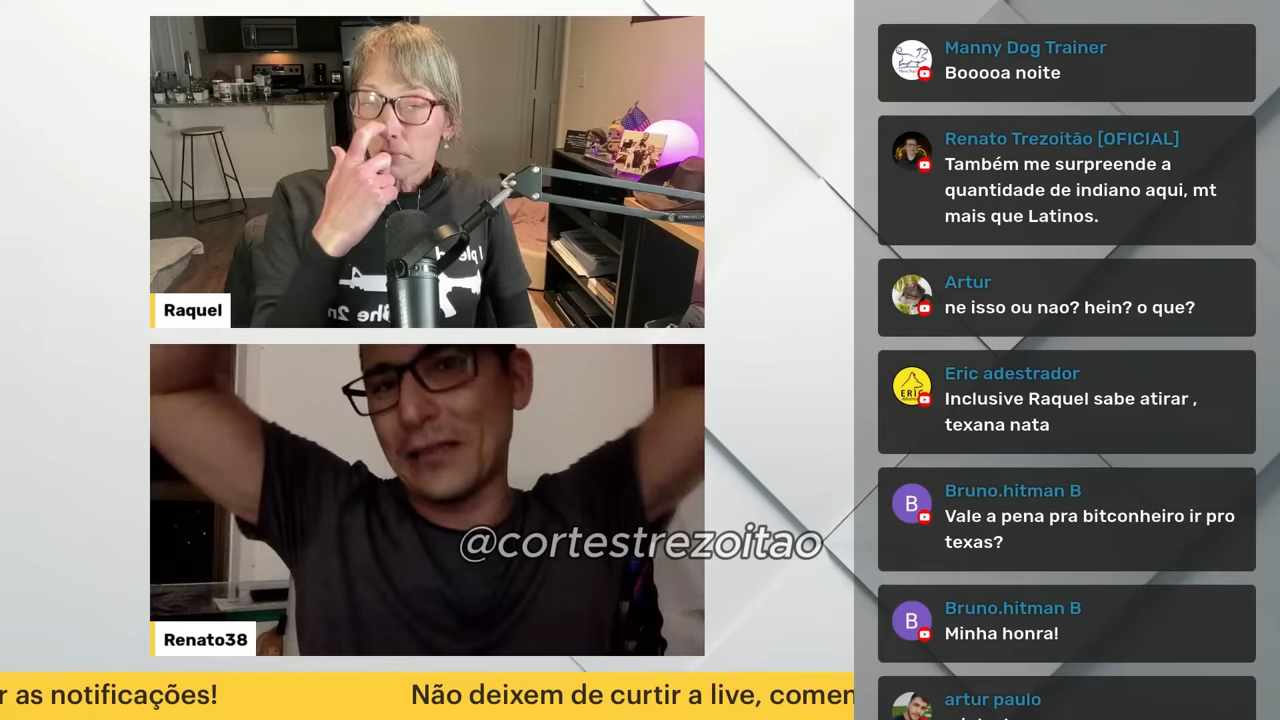 Raquel
Renato38
@cortestrezoitao
r as notificações!
Não deixem de curtir a live, comen
Manny Dog Trainer
Booooa noite
Renato Trezoitão [OFICIAL]
Também me surpreende a
quantidade de indiano aqui, mt
mais que Latinos.
Artur
ne isso ou nao? hein? o que?
Eric adestrador
Inclusive Raquel sabe atirar ,
texana nata
B
Bruno.hitman B
Vale a pena pra bitconheiro ir pro
texas?
B
Bruno.hitman B
Minha honra!
artur paulo